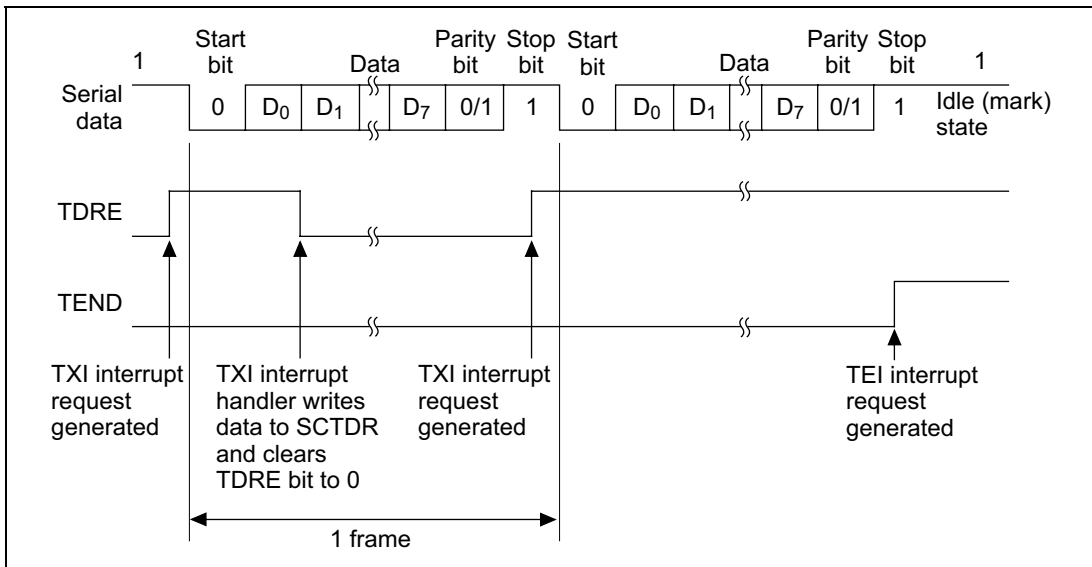 1
Start bit
Data
Parity bit
Stop bit
Start bit
Data
Parity bit
Stop bit
1
Serial data
0
D0
D1
D7
0/1
1
0
D0
D1
D7
0/1
1
Idle (mark) state
TDRE
TEND
TXI interrupt
request
generated
TXI interrupt
handler writes
data to SCTDR
and clears
TDRE bit to 0
TXI interrupt
request
generated
TEI interrupt
request
generated
1 frame